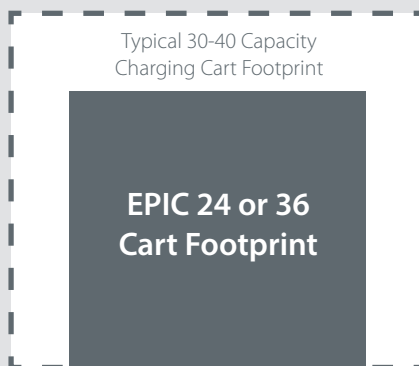 Typical 30-40 Capacity
Charging Cart Footprint
EPIC 24 or 36
Cart Footprint